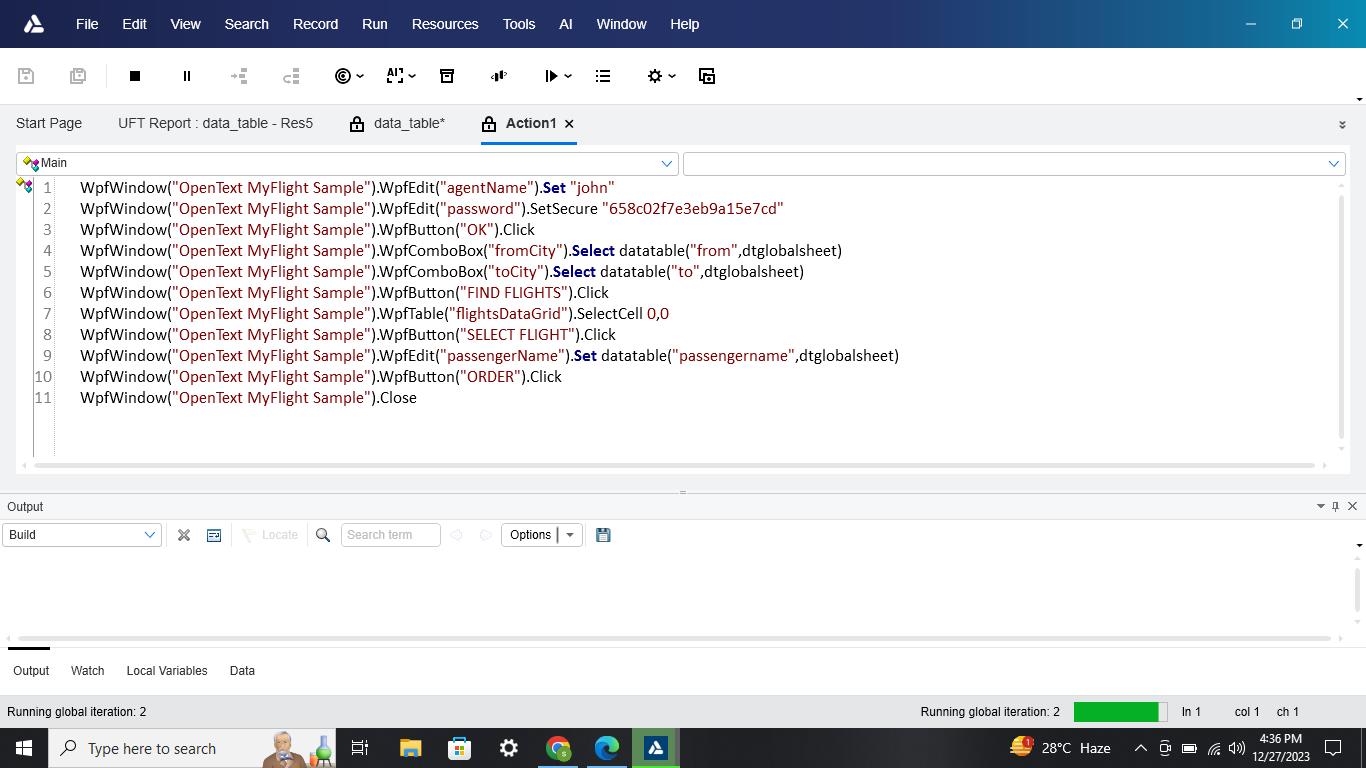 File Edit View Search Record Run Resources Tools AI Window Help
Start Page UFT Report : data_table - Res5 data_table* Action1
Main
1 WpfWindow("OpenText MyFlight Sample").WpfEdit("agentName").Set "john"
2 WpfWindow("OpenText MyFlight Sample").WpfEdit("password").SetSecure "658c02f7e3eb9a15e7cd"
3 WpfWindow("OpenText MyFlight Sample").WpfButton("OK").Click
4 WpfWindow("OpenText MyFlight Sample").WpfComboBox("fromCity").Select datatable("from",dtglobalsheet)
5 WpfWindow("OpenText MyFlight Sample").WpfComboBox("toCity").Select datatable("to",dtglobalsheet)
6 WpfWindow("OpenText MyFlight Sample").WpfButton("FIND FLIGHTS").Click
7 WpfWindow("OpenText MyFlight Sample").WpfTable("flightsDataGrid").SelectCell 0,0
8 WpfWindow("OpenText MyFlight Sample").WpfButton("SELECT FLIGHT").Click
9 WpfWindow("OpenText MyFlight Sample").WpfEdit("passengerName").Set datatable("passengername",dtglobalsheet)
10 WpfWindow("OpenText MyFlight Sample").WpfButton("ORDER").Click
11 WpfWindow("OpenText MyFlight Sample").Close
Output
Build Locate Search term Options
Output Watch Local Variables Data
Running global iteration: 2 Running global iteration: 2 ln 1 col 1 ch 1
Type here to search 1 28°C Haze 4:36 PM
12/27/2023